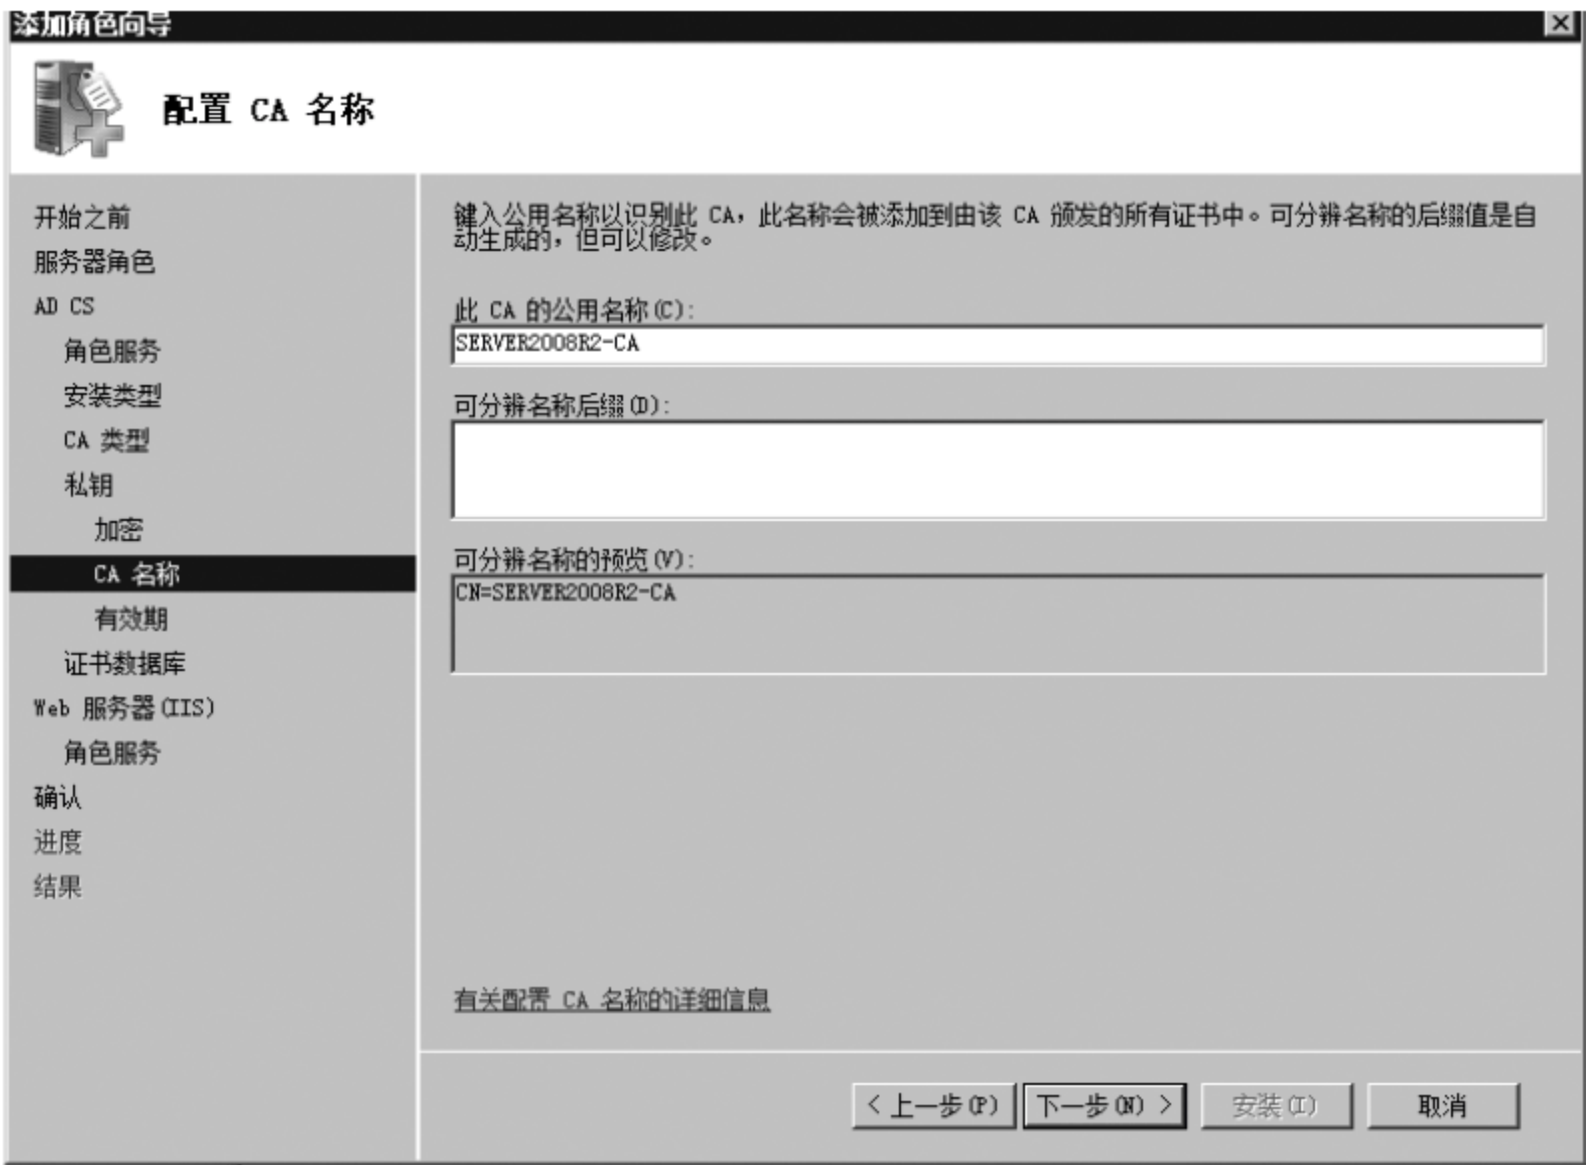 添加角色向导
配置 CA 名称
开始之前
服务器角色
AD CS
角色服务
安装类型
CA 类型
私钥
加密
CA 名称
有效期
证书数据库
Web 服务器(IIS)
角色服务
确认
进度
结果
键入公用名称以识别此 CA，此名称会被添加到由该 CA 颁发的所有证书中。可分辨名称的后缀值是自
动生成的，但可以修改。
此 CA 的公用名称(C):
SERVER2008R2-CA
可分辨名称后缀(D):
可分辨名称的预览(V):
CN=SERVER2008R2-CA
有关配置 CA 名称的详细信息
< 上一步(P)
下一步(N) >
安装(I)
取消